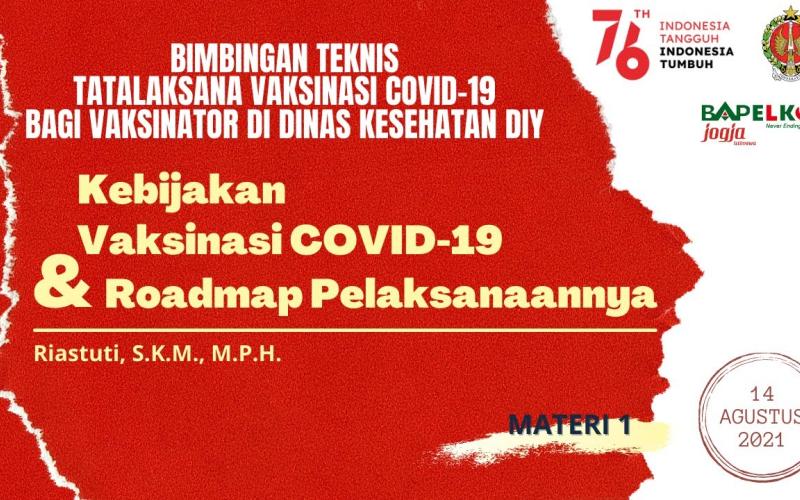 76TH
INDONESIA
TANGGUH
INDONESIA
TUMBUH
BIMBINGAN TEKNIS
TATALAKSANA VAKSINASI COVID-19
BAGI VAKSINATOR DI DINAS KESEHATAN DIY
BAPELK
Never Ending
jogja
istimewa
Kebijakan
Vaksinasi COVID-19
& Roadmap Pelaksanaannya
Riastuti, S.K.M., M.P.H.
MATERI 1
14
AGUSTUS
2021